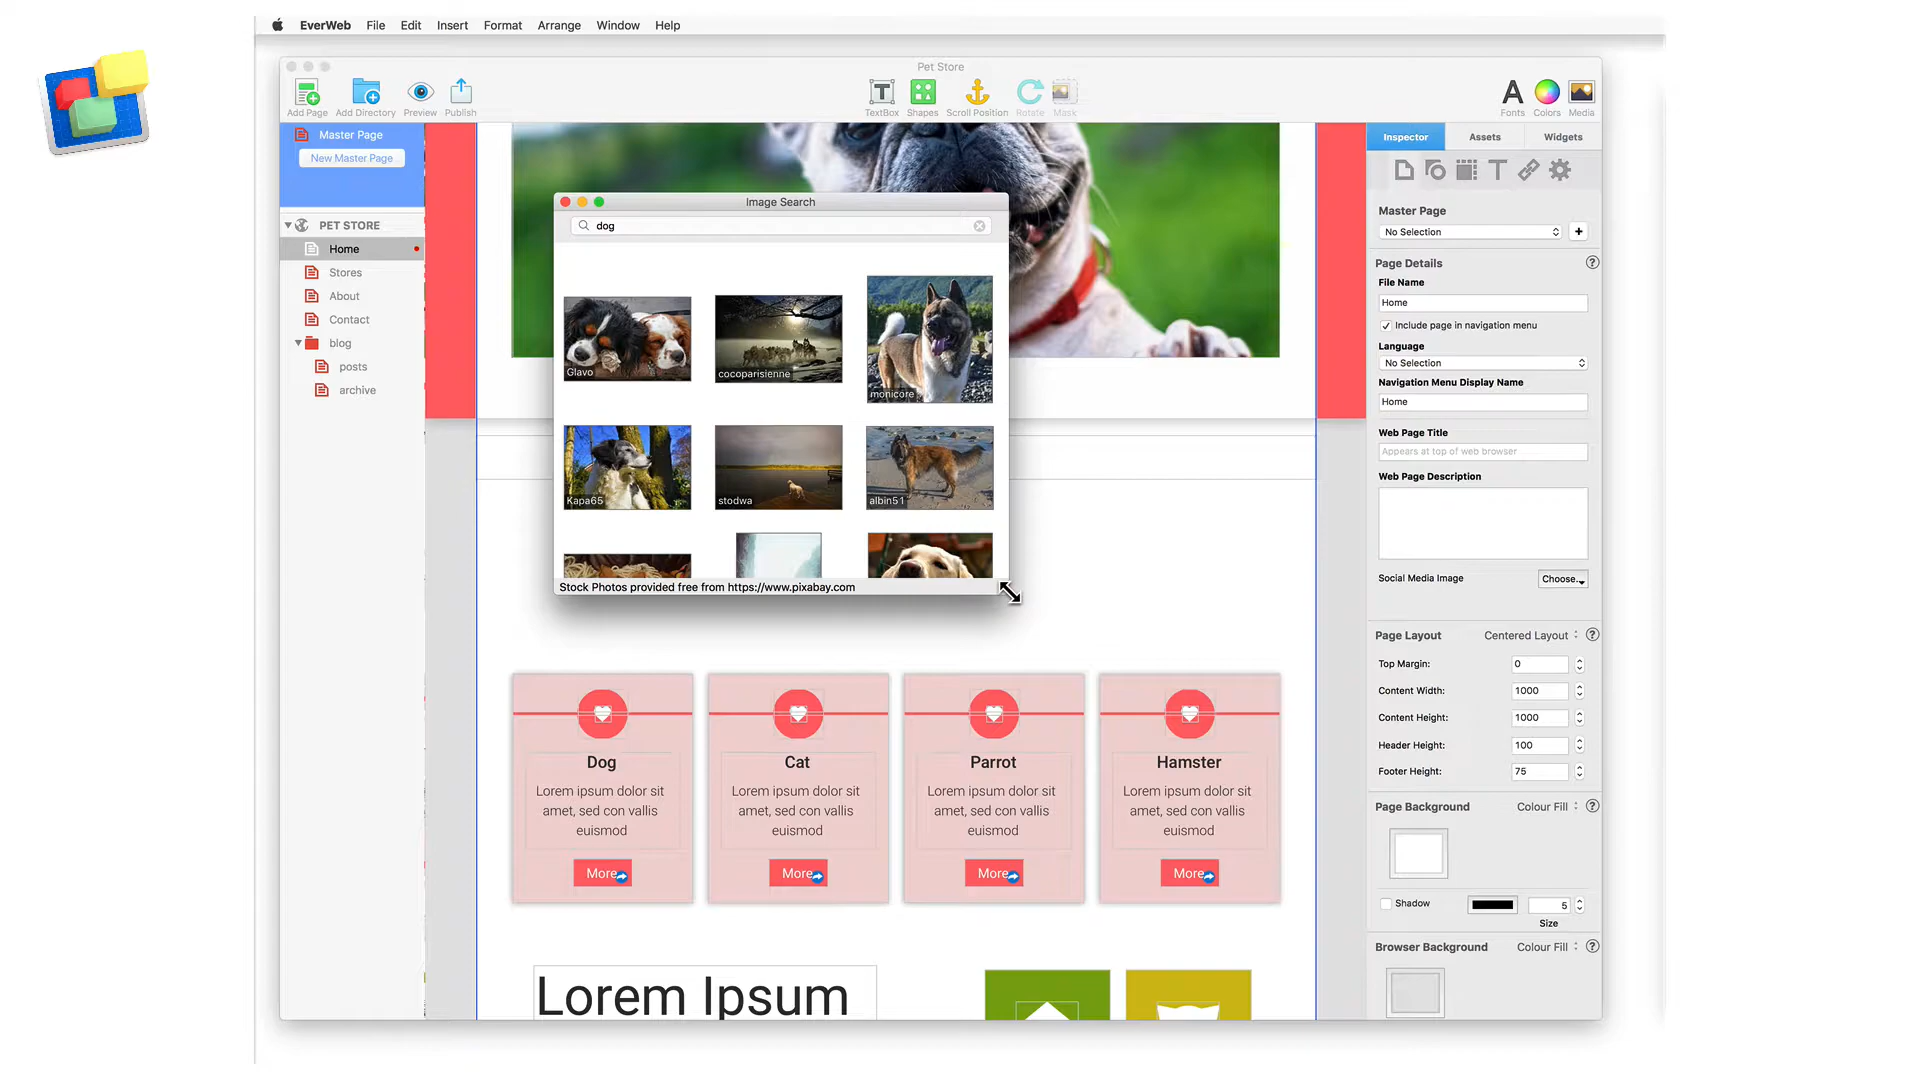 EverWeb File Edit Insert Format Arrange Window Help
Pet Store
Add Page Add Directory Preview Publish TextBox Shapes Scroll Position Rotate Mask Fonts Colors Media
Master Page
New Master Page
PET STORE
Home
Stores
About
Contact
blog
posts
archive
Image Search
dog
Glavo
cocoparisienne
monicore
Kapa65
stodwa
albin51
Stock Photos provided free from https://www.pixabay.com
Dog
Lorem ipsum dolor sit
amet, sed con vallis
euismod
More
Cat
Lorem ipsum dolor sit
amet, sed con vallis
euismod
More
Parrot
Lorem ipsum dolor sit
amet, sed con vallis
euismod
More
Hamster
Lorem ipsum dolor sit
amet, sed con vallis
euismod
More
Lorem Ipsum
Inspector Assets Widgets
Master Page
No Selection
Page Details
File Name
Home
Include page in navigation menu
Language
No Selection
Navigation Menu Display Name
Home
Web Page Title
Appears at top of web browser
Web Page Description
Social Media Image Choose..
Page Layout Centered Layout
Top Margin: 0
Content Width: 1000
Content Height: 1000
Header Height: 100
Footer Height: 75
Page Background Colour Fill
Shadow 5
Size
Browser Background Colour Fill